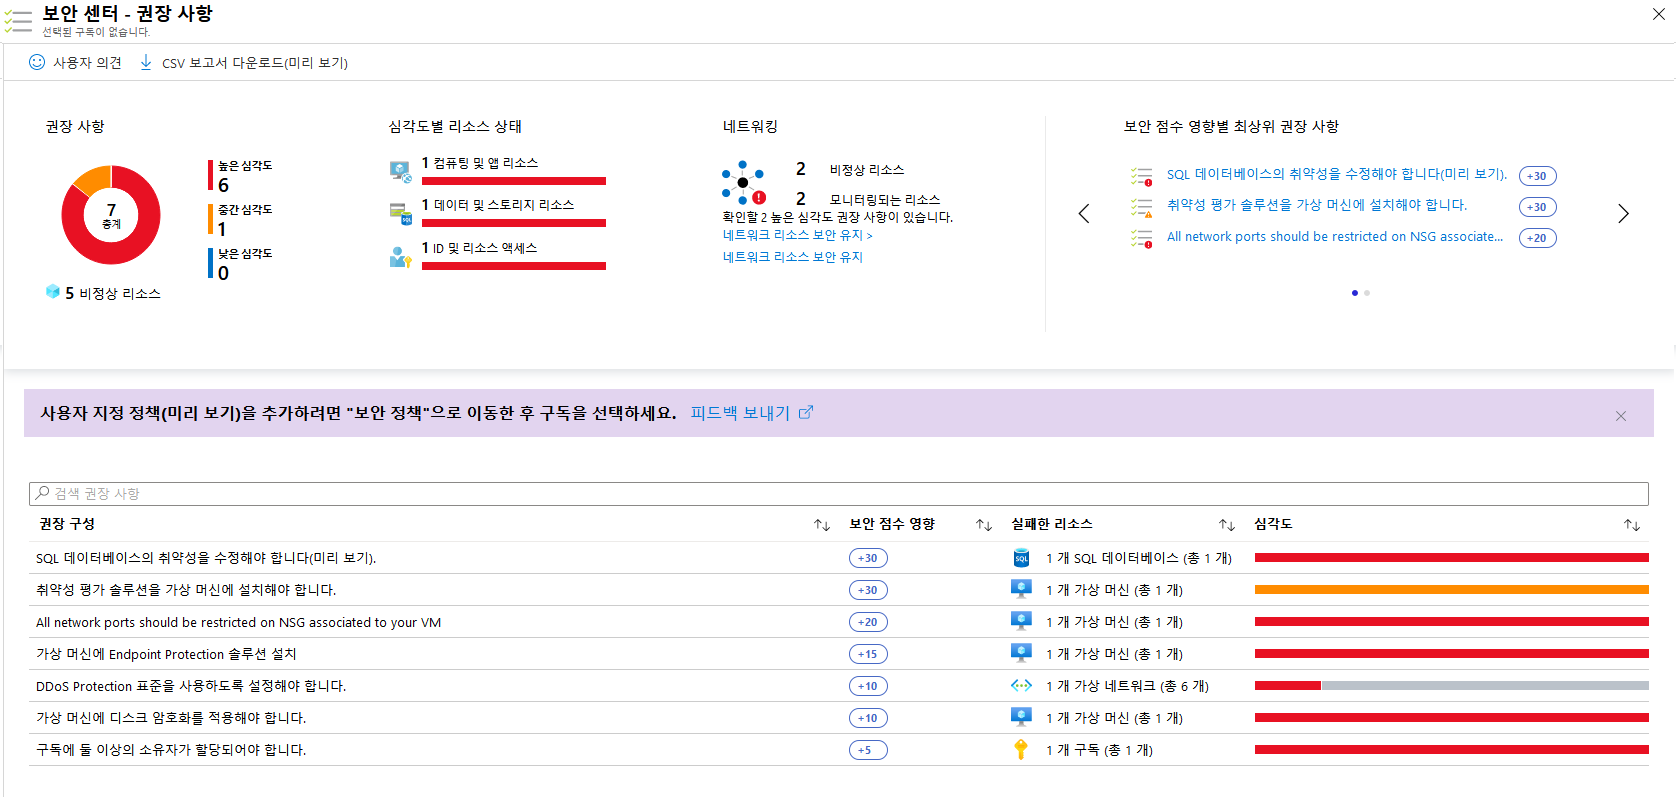 보안 센터 - 권장 사항
선택된 구독이 없습니다.
사용자 의견
CSV 보고서 다운로드(미리 보기)
권장 사항
7
총계
높은 심각도
6
중간 심각도
1
낮은 심각도
0
5 비정상 리소스
심각도별 리소스 상태
1 컴퓨팅 및 앱 리소스
1 데이터 및 스토리지 리소스
1 ID 및 리소스 액세스
네트워킹
2 비정상 리소스
2 모니터링되는 리소스
확인할 2 높은 심각도 권장 사항이 있습니다.
네트워크 리소스 보안 유지 >
네트워크 리소스 보안 유지
보안 점수 영향별 최상위 권장 사항
SQL 데이터베이스의 취약성을 수정해야 합니다(미리 보기). +30
취약성 평가 솔루션을 가상 머신에 설치해야 합니다. +30
All network ports should be restricted on NSG associate... +20
사용자 지정 정책(미리 보기)을 추가하려면 "보안 정책"으로 이동한 후 구독을 선택하세요. 피드백 보내기
검색 권장 사항
권장 구성 보안 점수 영향 실패한 리소스 심각도
SQL 데이터베이스의 취약성을 수정해야 합니다(미리 보기). +30 SQL 1 개 SQL 데이터베이스 (총 1 개)
취약성 평가 솔루션을 가상 머신에 설치해야 합니다. +30 1 개 가상 머신 (총 1 개)
All network ports should be restricted on NSG associated to your VM +20 1 개 가상 머신 (총 1 개)
가상 머신에 Endpoint Protection 솔루션 설치 +15 1 개 가상 머신 (총 1 개)
DDoS Protection 표준을 사용하도록 설정해야 합니다. +10 1 개 가상 네트워크 (총 6 개)
가상 머신에 디스크 암호화를 적용해야 합니다. +10 1 개 가상 머신 (총 1 개)
구독에 둘 이상의 소유자가 할당되어야 합니다. +5 1 개 구독 (총 1 개)